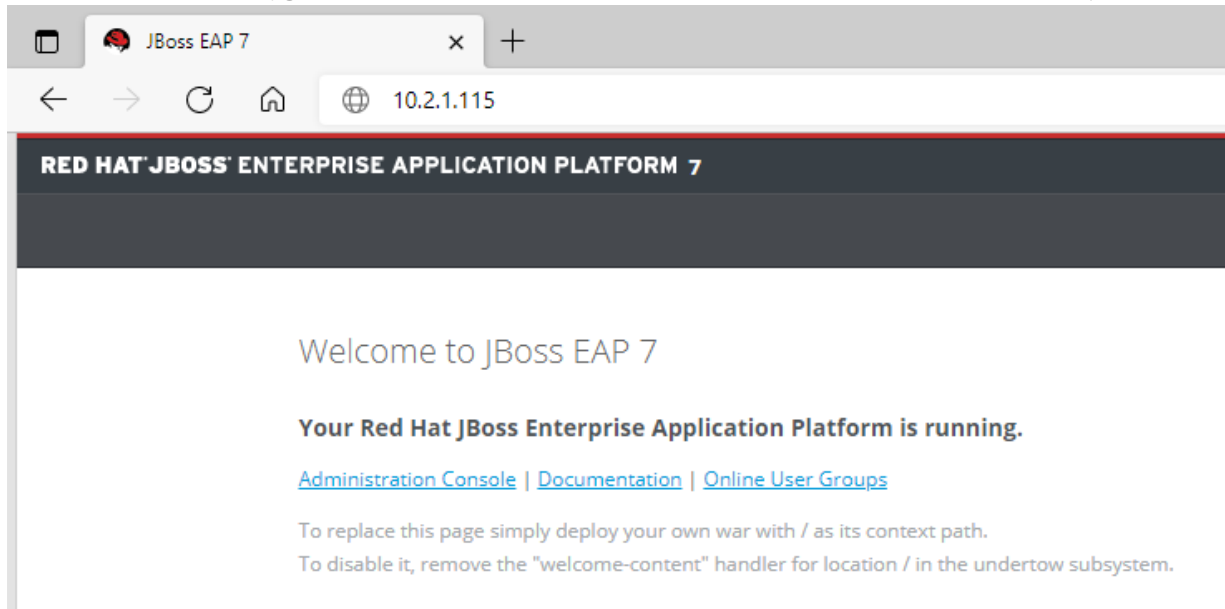 JBoss EAP 7
10.2.1.115
RED HAT® JBOSS® ENTERPRISE APPLICATION PLATFORM 7
Welcome to JBoss EAP 7
Your Red Hat JBoss Enterprise Application Platform is running.
Administration Console | Documentation | Online User Groups
To replace this page simply deploy your own war with / as its context path.
To disable it, remove the "welcome-content" handler for location / in the undertow subsystem.